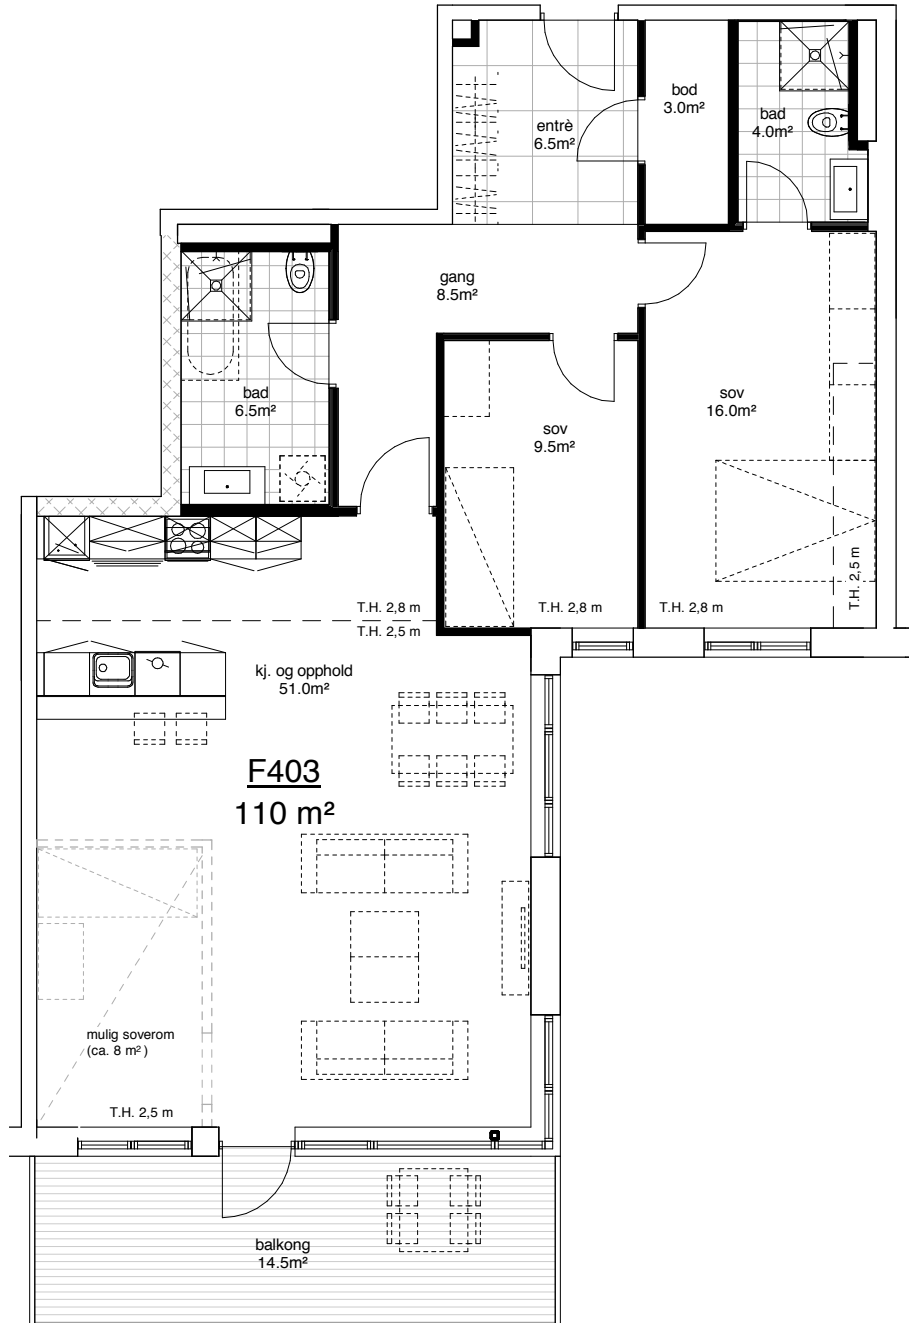 bod
3.0m²
bad
4.0m²
entrè
6.5m²
gang
8.5m²
bad
6.5m²
sov
9.5m²
sov
16.0m²
T.H. 2,8 m
T.H. 2,5 m
T.H. 2,8 m
T.H. 2,8 m
T.H. 2,5 m
kj. og opphold
51.0m²
F403
110 m²
mulig soverom
(ca. 8 m²)
T.H. 2,5 m
balkong
14.5m²